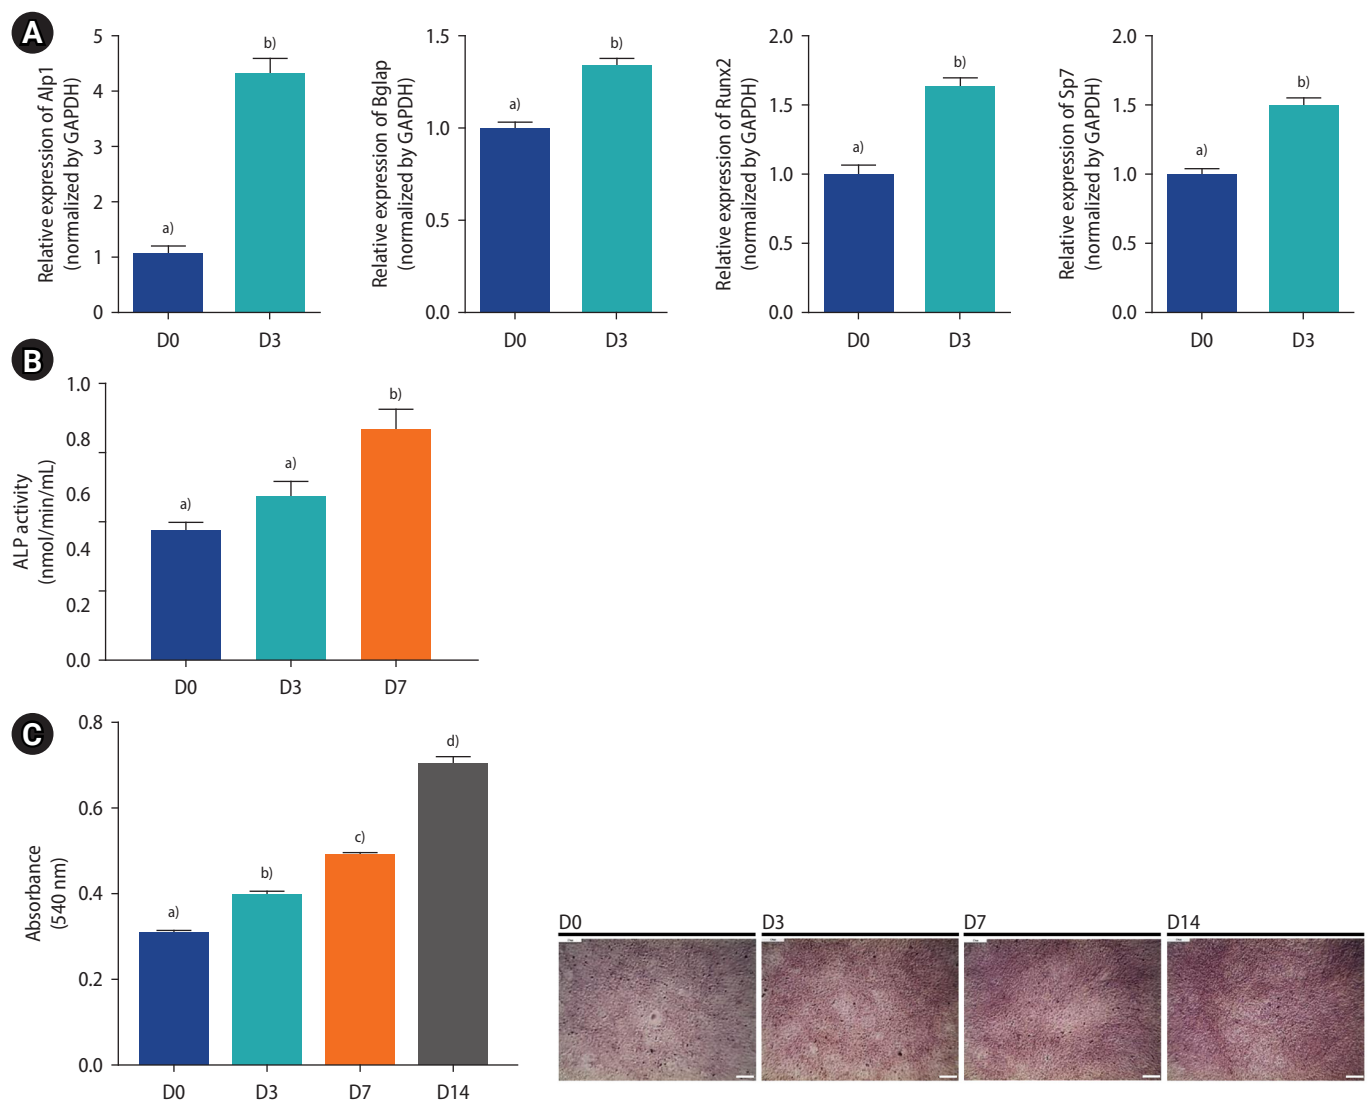 A
Relative expression of Alp1
(normalized by GAPDH)
5
4
3
2
1
0
a)
b)
D0
D3
Relative expression of Bglap
(normalized by GAPDH)
1.5
1.0
0.5
0.0
a)
b)
D0
D3
Relative expression of Runx2
(normalized by GAPDH)
2.0
1.5
1.0
0.5
0.0
a)
b)
D0
D3
Relative expression of Sp7
(normalized by GAPDH)
2.0
1.5
1.0
0.5
0.0
a)
b)
D0
D3
B
ALP activity
(nmol/min/mL)
1.0
0.8
0.6
0.4
0.2
0.0
a)
a)
b)
D0
D3
D7
C
Absorbance
(540 nm)
0.8
0.6
0.4
0.2
0.0
a)
b)
c)
d)
D0
D3
D7
D14
D0
D3
D7
D14